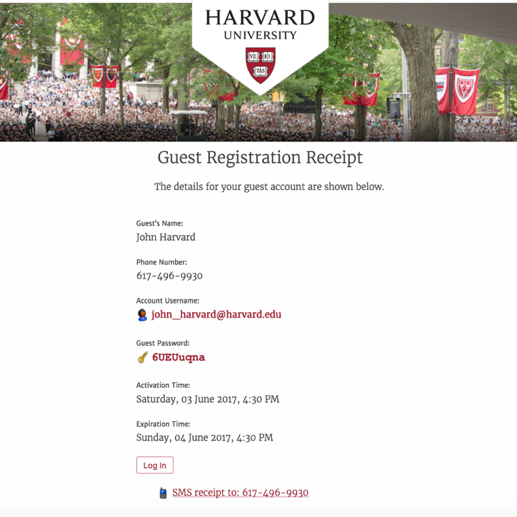 HARVARD
UNIVERSITY
VE RI
TAS
Guest Registration Receipt
The details for your guest account are shown below.
Guest's Name:
John Harvard
Phone Number:
617-496-9930
Account Username:
john_harvard@harvard.edu
Guest Password:
6UEUuqna
Activation Time:
Saturday, 03 June 2017, 4:30 PM
Expiration Time:
Sunday, 04 June 2017, 4:30 PM
Log In
SMS receipt to: 617-496-9930